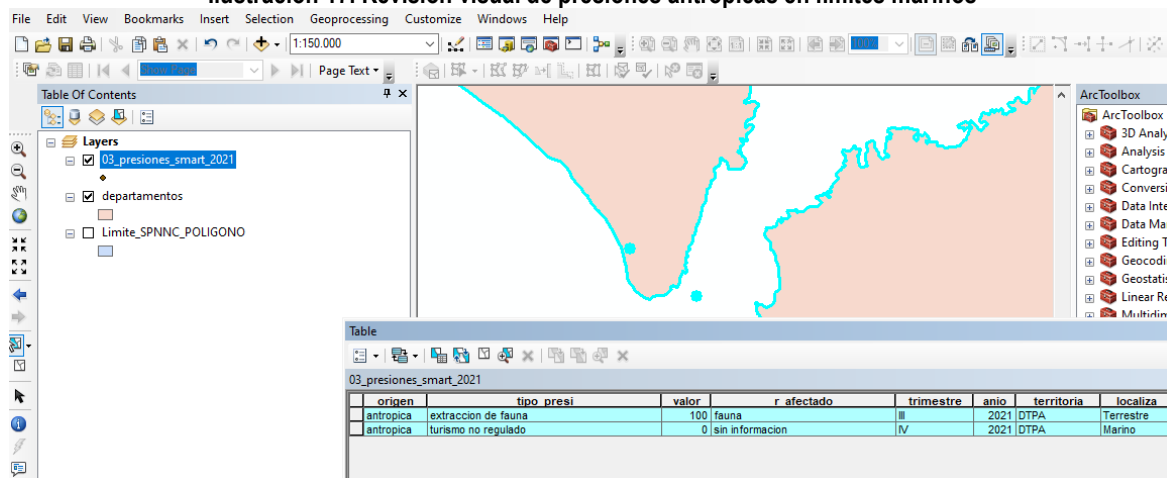 Ilustración 17. Revisión visual de presiones antrópicas en límites marinos
File Edit View Bookmarks Insert Selection Geoprocessing Customize Windows Help
1:150.000 100%
Show Page Page Text
Table Of Contents
ArcToolbox
Layers
03_presiones_smart_2021
departamentos
Limite_SPNNC_POLIGONO
ArcToolbox
3D Analy
Analysis
Cartogra
Conversi
Data Inte
Data Ma
Editing T
Geocodi
Geostatis
Linear Re
Multidim
Table
03_presiones_smart_2021
origen tipo_presi valor r_afectado trimestre anio territoria localiza
antropica extraccion de fauna 100 fauna III 2021 DTPA Terrestre
antropica turismo no regulado 0 sin informacion IV 2021 DTPA Marino